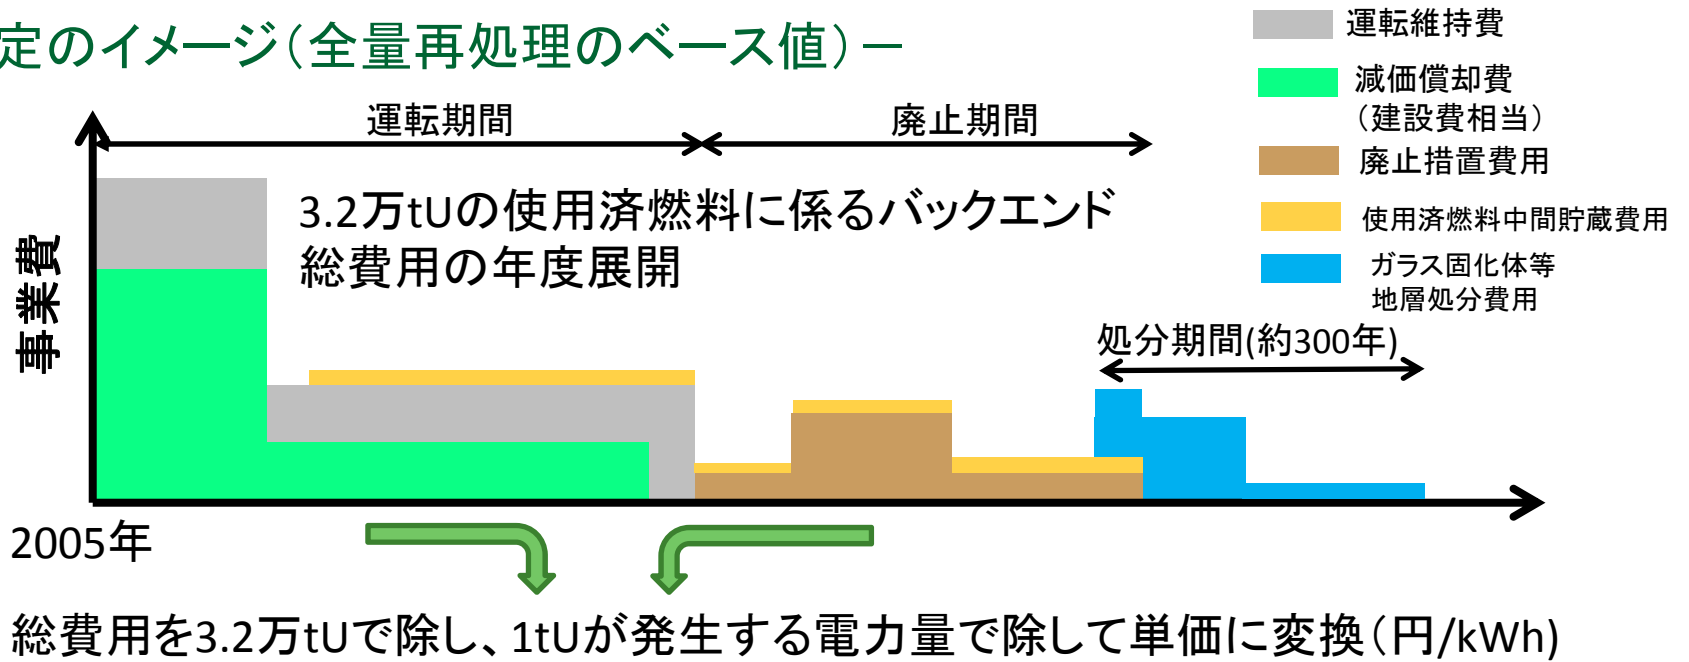 定のイメージ（全量再処理のベース値）－
運転維持費
減価償却費
（建設費相当）
廃止措置費用
使用済燃料中間貯蔵費用
ガラス固化体等
地層処分費用
運転期間
廃止期間
3.2万tUの使用済燃料に係るバックエンド
総費用の年度展開
事業費
処分期間(約300年)
2005年
総費用を3.2万tUで除し、1tUが発生する電力量で除して単価に変換（円/kWh)